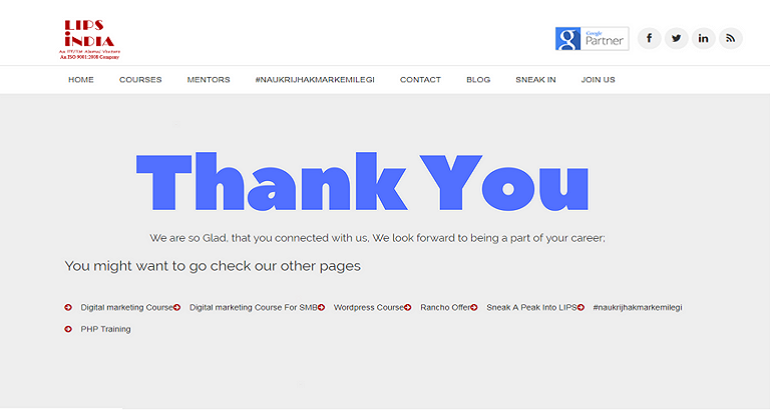 LIPS
INDIA
An IIT/IIM Alumni Venture
An ISO 9001:2008 Company
Google
Partner
HOME COURSES MENTORS #NAUKRIJHAKMARKEMILEGI CONTACT BLOG SNEAK IN JOIN US
Thank You
We are so Glad, that you connected with us, We look forward to being a part of your career;
You might want to go check our other pages
Digital marketing Course Digital marketing Course For SMB Wordpress Course Rancho Offer Sneak A Peak Into LIPS #naukrijhakmarkemilegi
PHP Training